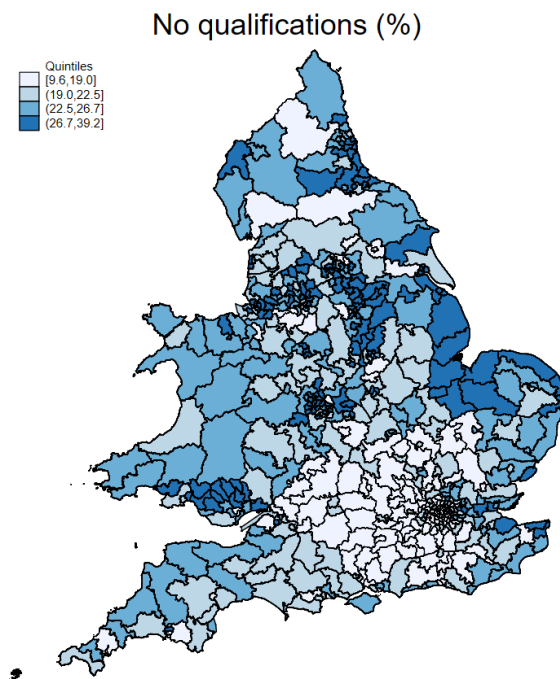 No qualifications (%)
Quintiles
[9.6,19.0]
(19.0,22.5]
(22.5,26.7]
(26.7,39.2]